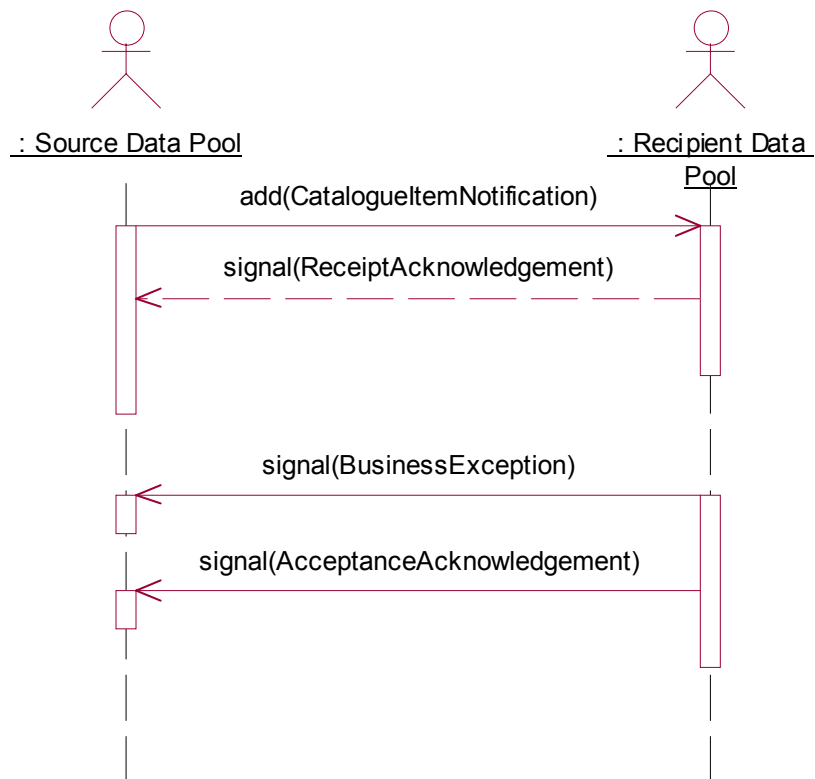 : Source Data Pool
: Recipient Data
Pool
add(CatalogueItemNotification)
signal(ReceiptAcknowledgement)
signal(BusinessException)
signal(AcceptanceAcknowledgement)